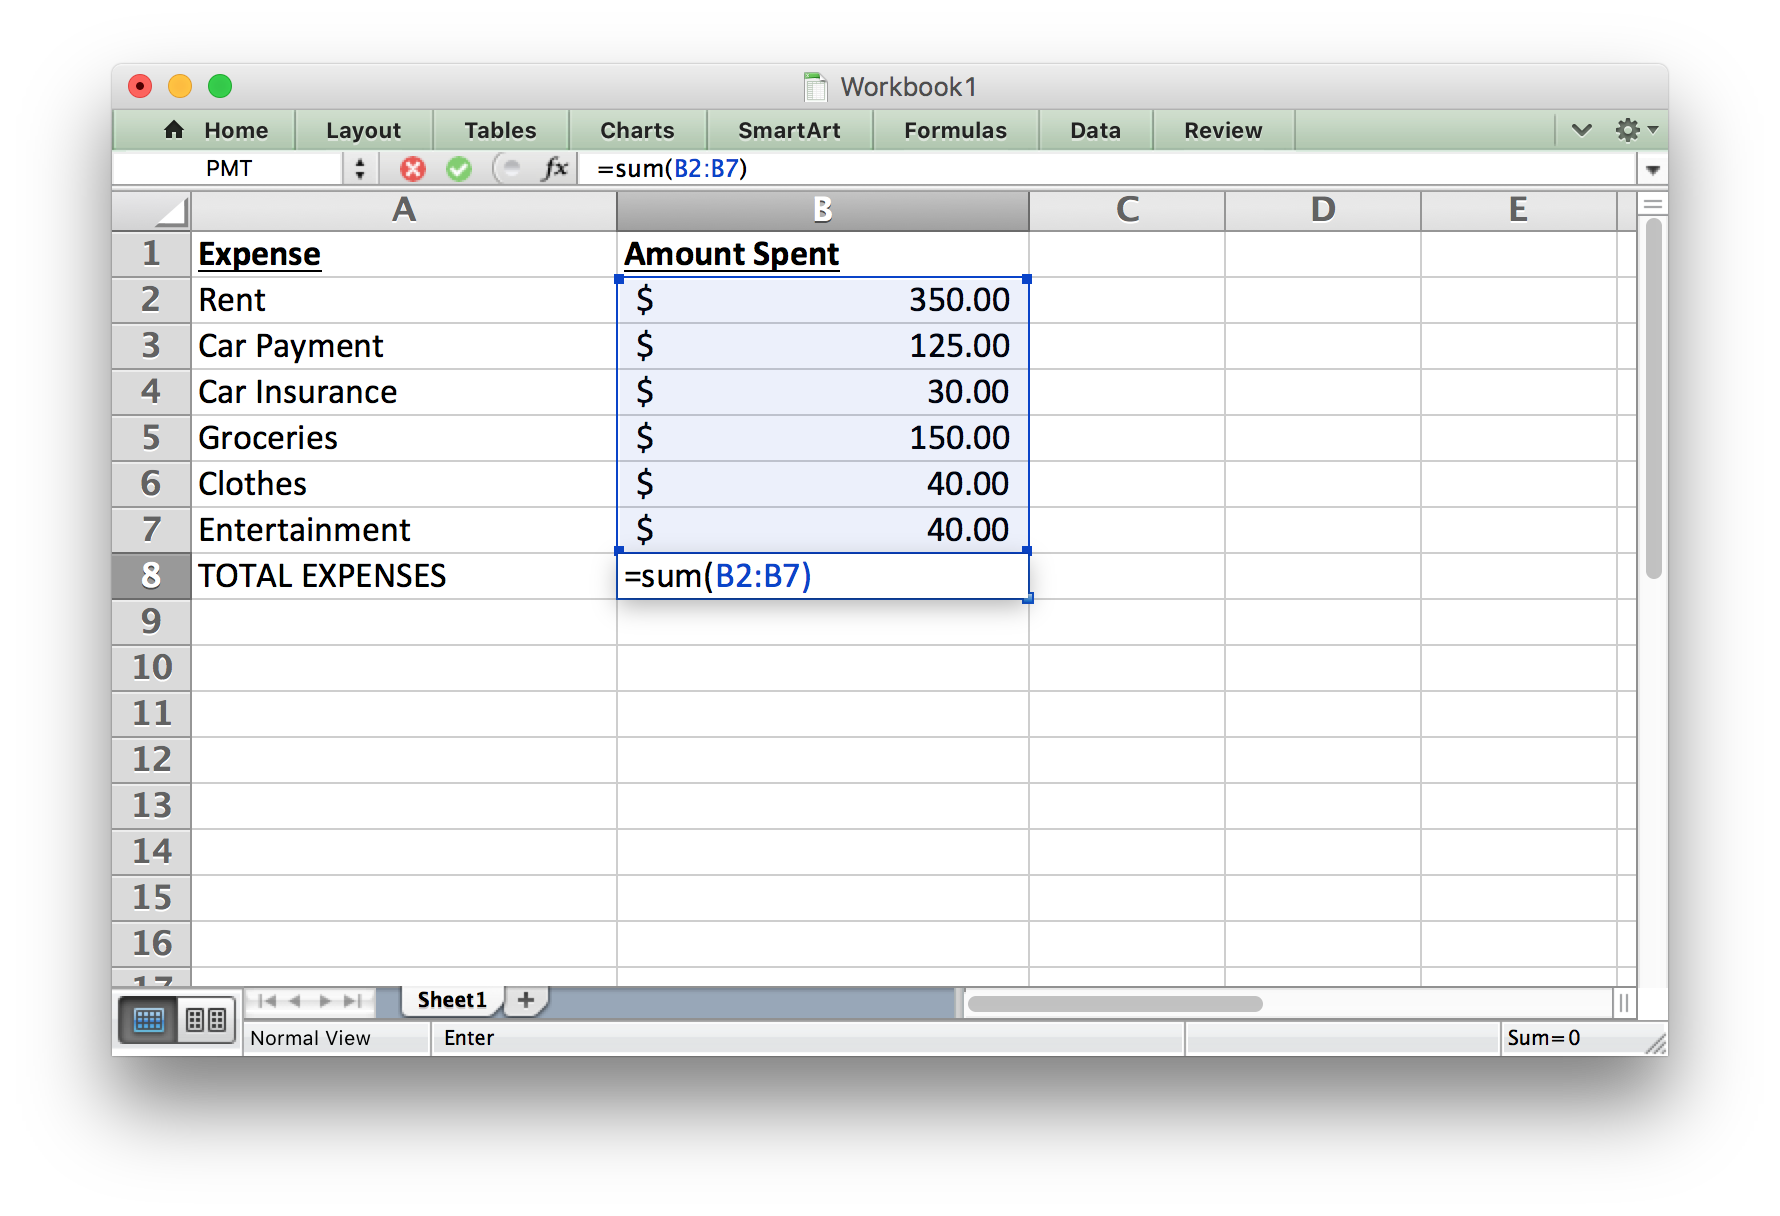 Workbook1
Home Layout Tables Charts SmartArt Formulas Data Review
PMT fx =sum(B2:B7)
A B C D E
1 Expense Amount Spent
2 Rent $ 350.00
3 Car Payment $ 125.00
4 Car Insurance $ 30.00
5 Groceries $ 150.00
6 Clothes $ 40.00
7 Entertainment $ 40.00
8 TOTAL EXPENSES =sum(B2:B7)
9
10
11
12
13
14
15
16
17
Sheet1 +
Normal View Enter Sum=0